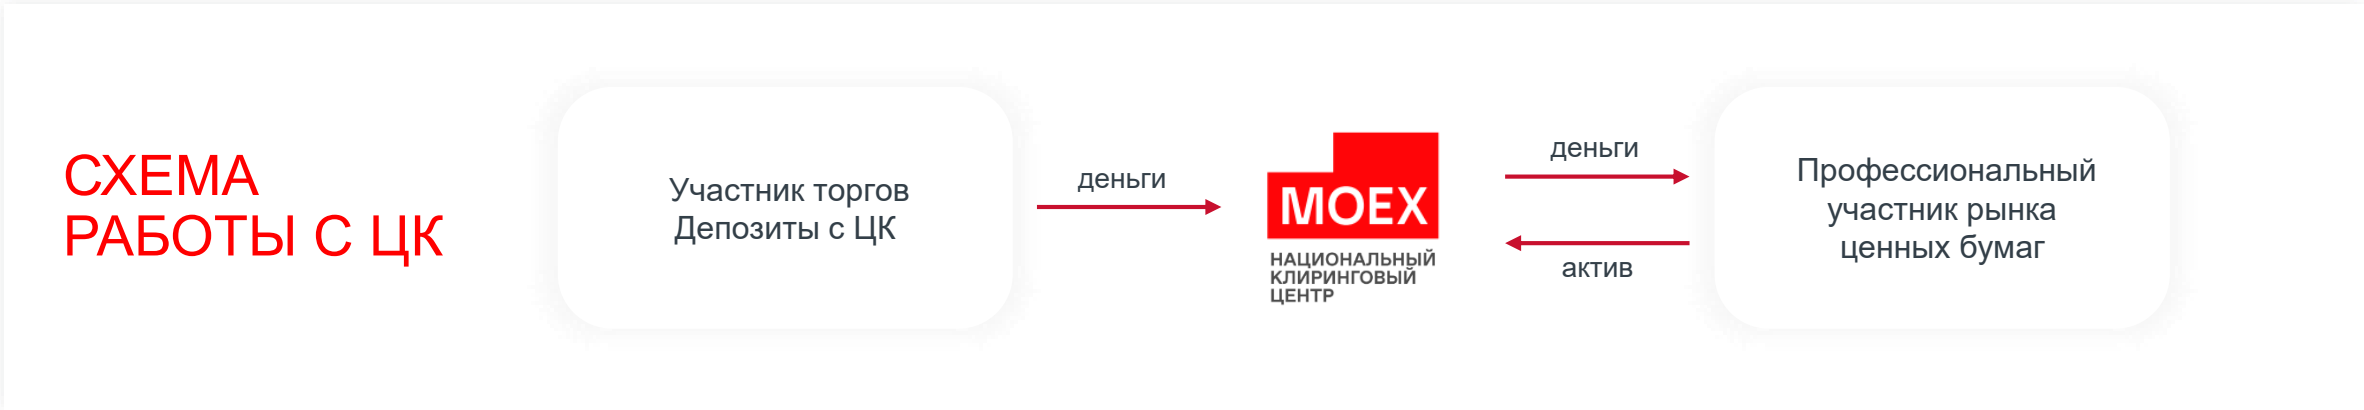 СХЕМА
РАБОТЫ С ЦК
Участник торгов
Депозиты с ЦК
деньги
MOEX
НАЦИОНАЛЬНЫЙ
КЛИРИНГОВЫЙ
ЦЕНТР
деньги
актив
Профессиональный
участник рынка
ценных бумаг